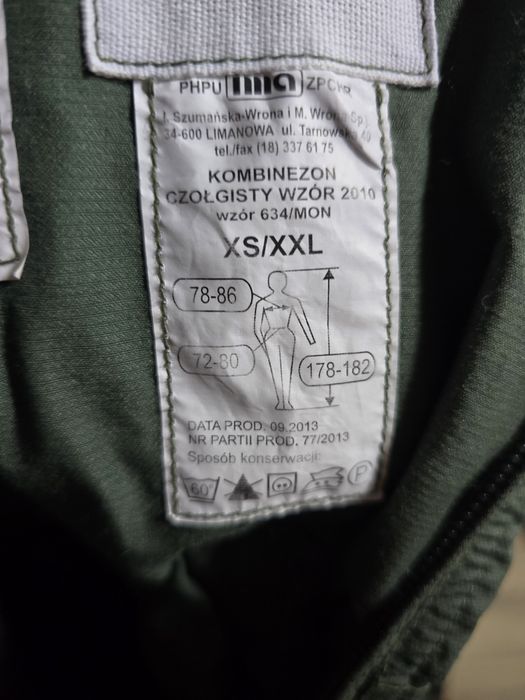 PHPU IIMA ZPCHR
J. Szumańska-Wrona i M. Wrona Sp.j.
34-600 LIMANOWA ul. Tarnowska 40
tel./fax (18) 337 61 75
KOMBINEZON
CZOŁGISTY WZÓR 2010
wzór 634/MON
XS/XXL
78-86
72-80
178-182
DATA PROD. 09.2013
NR PARTII PROD. 77/2013
Sposób konserwacji:
60°
P